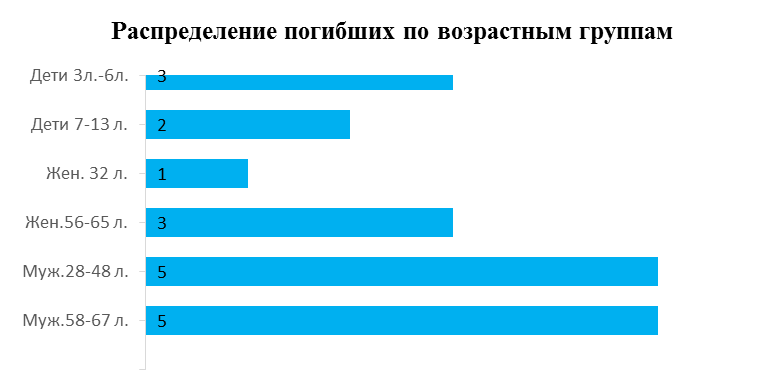 Распределение погибших по возрастным группам
Дети 3л.-6л. 3
Дети 7-13 л. 2
Жен. 32 л. 1
Жен.56-65 л. 3
Муж.28-48 л. 5
Муж.58-67 л. 5